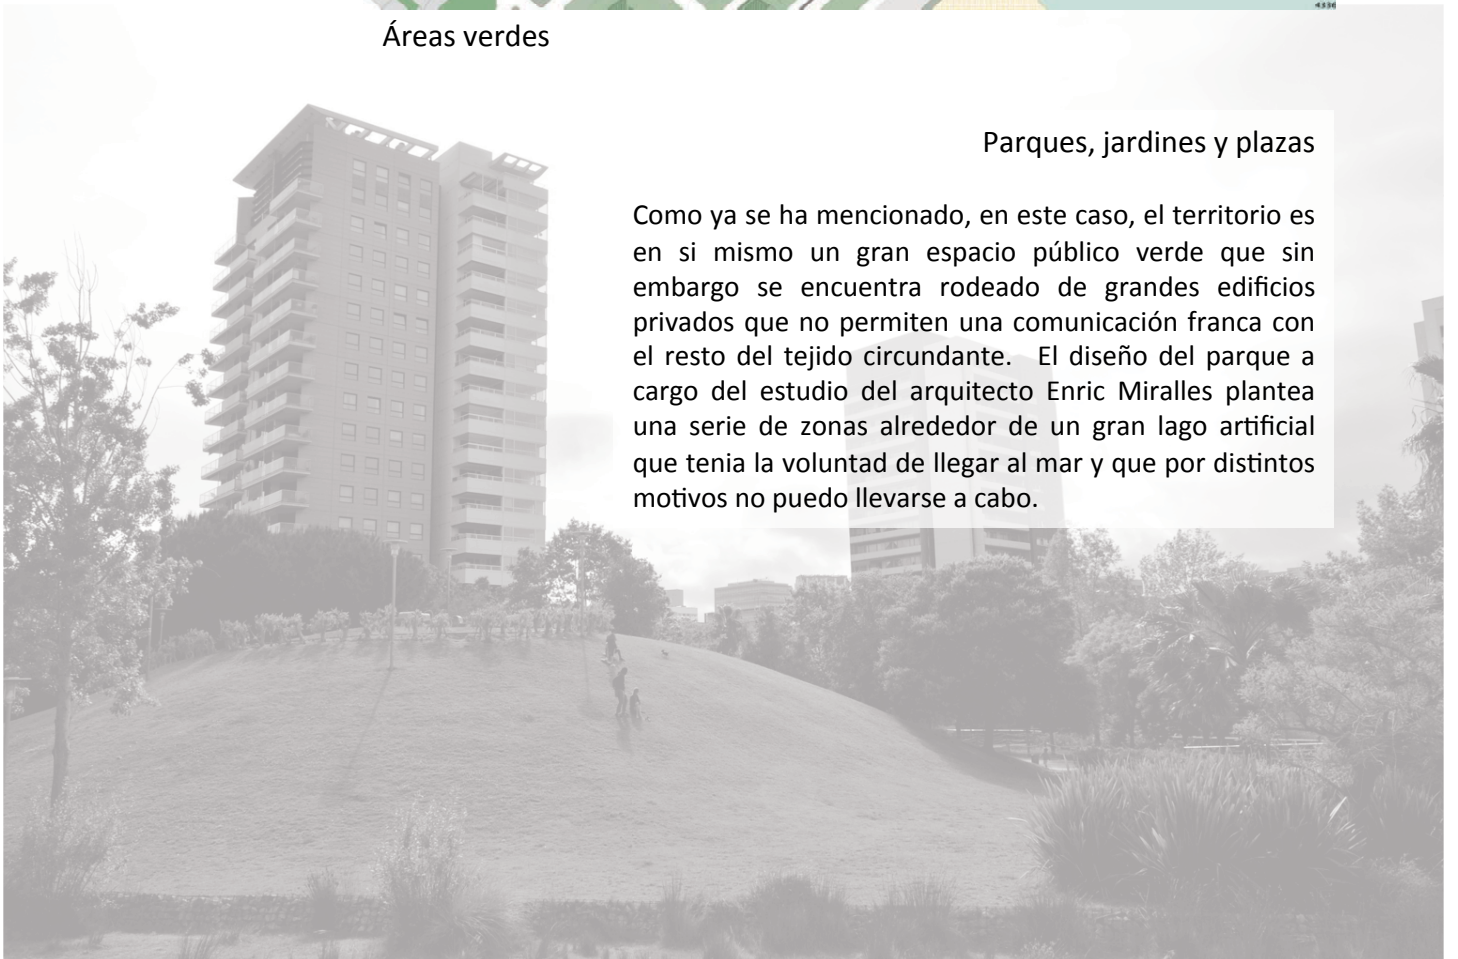 4536
Áreas verdes
Parques, jardines y plazas
Como ya se ha mencionado, en este caso, el territorio es
en si mismo un gran espacio público verde que sin
embargo se encuentra rodeado de grandes edificios
privados que no permiten una comunicación franca con
el resto del tejido circundante. El diseño del parque a
cargo del estudio del arquitecto Enric Miralles plantea
una serie de zonas alrededor de un gran lago artificial
que tenia la voluntad de llegar al mar y que por distintos
motivos no puedo llevarse a cabo.